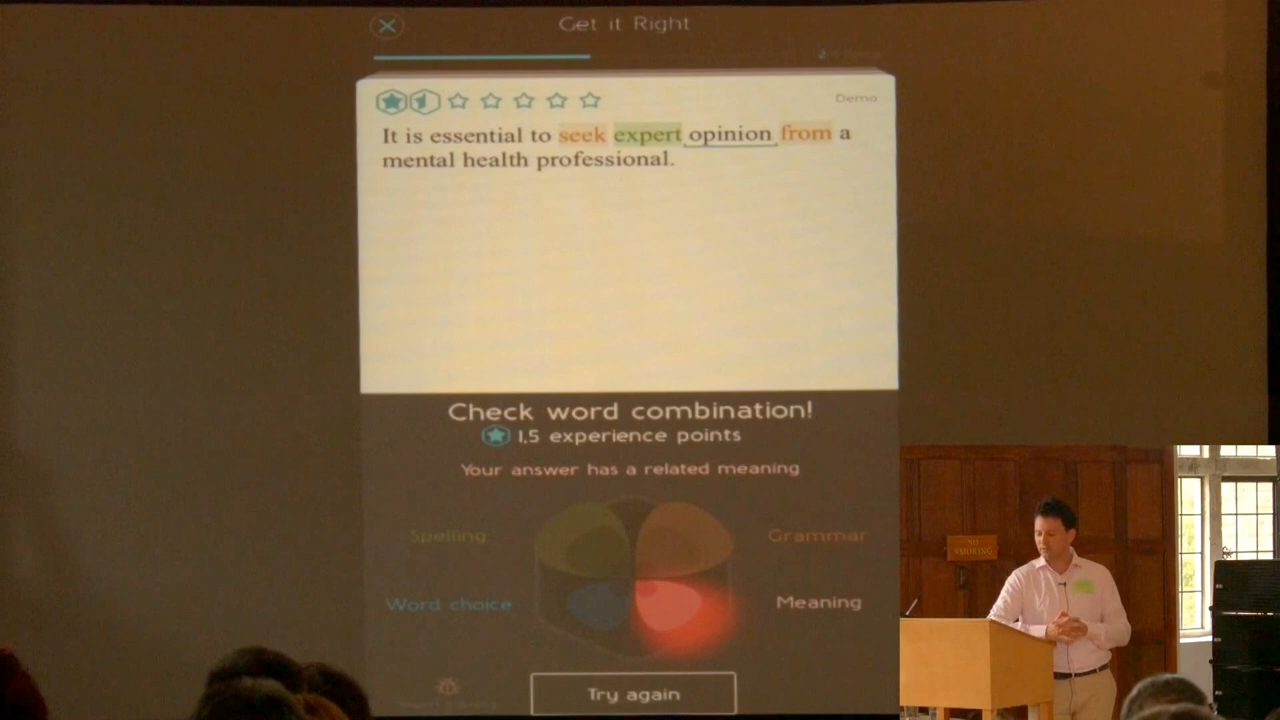 Get it Right
Demo
It is essential to seek expert opinion from a
mental health professional.
Check word combination!
1,5 experience points
Your answer has a related meaning
Spelling
Grammar
Word choice
Meaning
Try again
NO
SMOKING